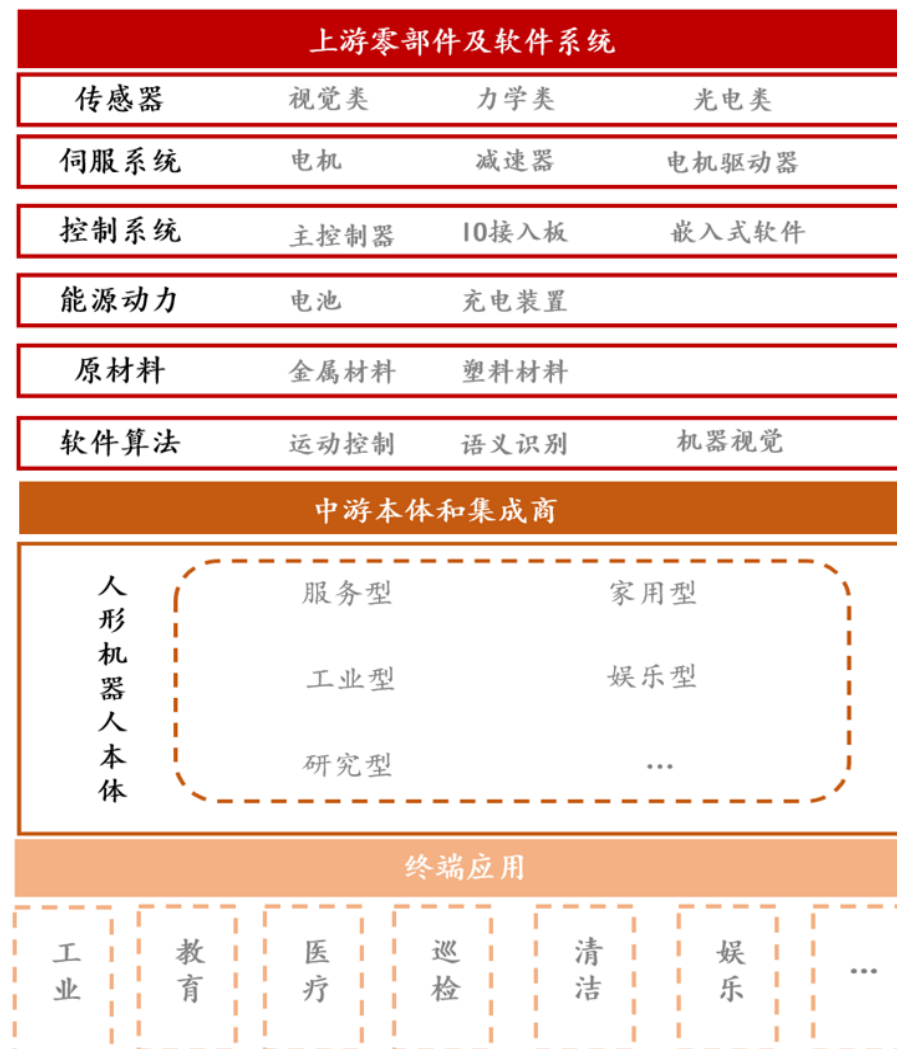 上游零部件及软件系统
传感器 视觉类 力学类 光电类
伺服系统 电机 减速器 电机驱动器
控制系统 主控制器 IO接入板 嵌入式软件
能源动力 电池 充电装置
原材料 金属材料 塑料材料
软件算法 运动控制 语义识别 机器视觉
中游本体和集成商
人形机器人本体
服务型 家用型
工业型 娱乐型
研究型 ...
终端应用
工业 教育 医疗 巡检 清洁 娱乐 ...